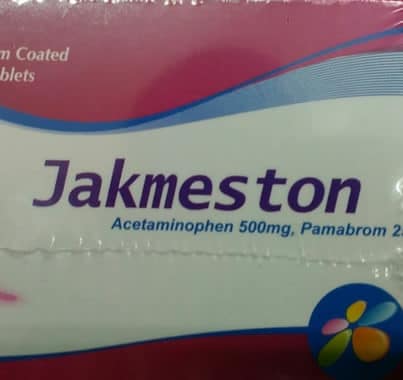 m Coated
blets
Jakmeston
Acetaminophen 500mg, Pamabrom 2